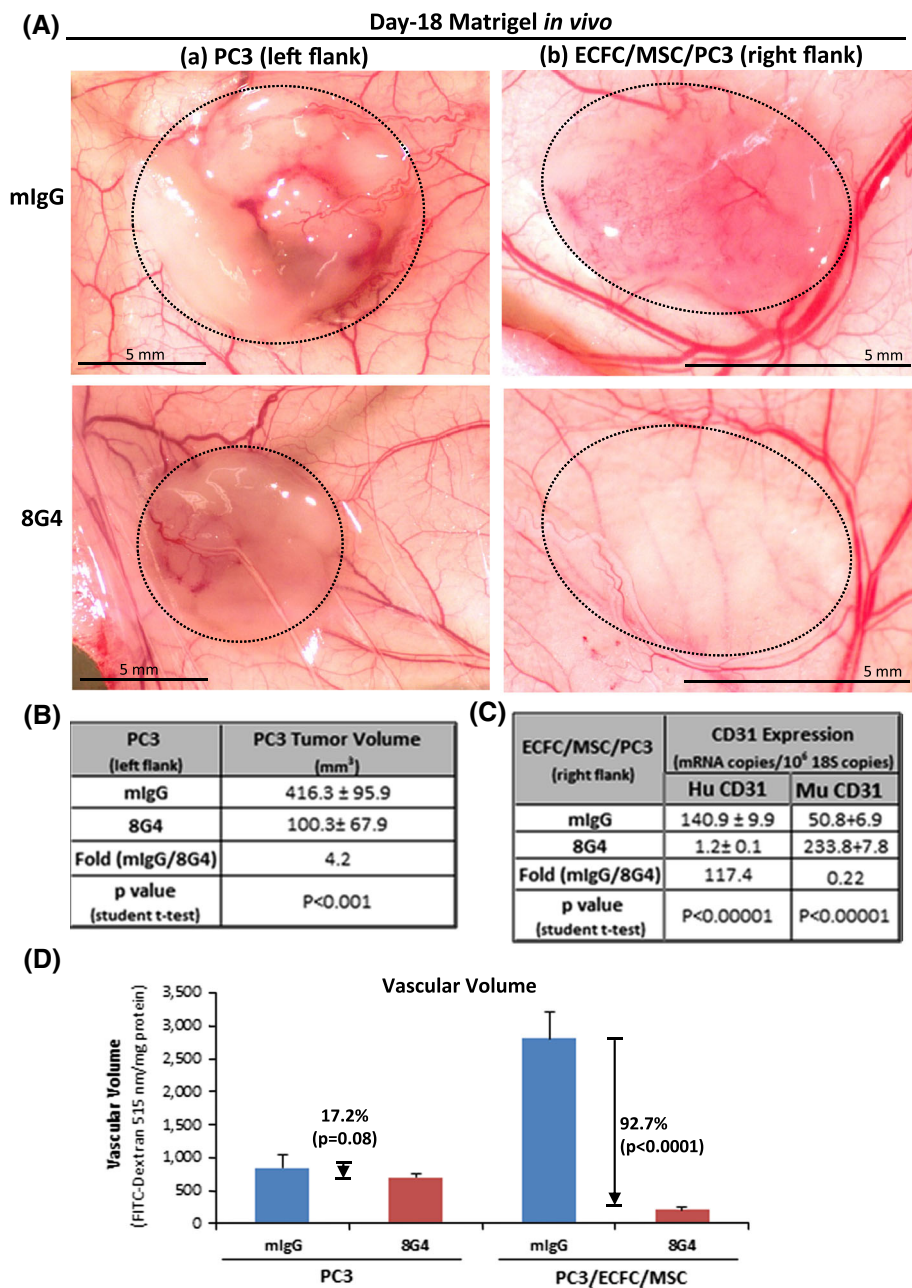 (A)
Day-18 Matrigel in vivo
(a) PC3 (left flank)
(b) ECFC/MSC/PC3 (right flank)
mIgG
5 mm
5 mm
8G4
5 mm
5 mm
(B)
PC3
(left flank)
PC3 Tumor Volume
(mm³)
mIgG
416.3 ± 95.9
8G4
100.3± 67.9
Fold (mIgG/8G4)
4.2
p value
(student t-test)
P<0.001
(C)
ECFC/MSC/PC3
(right flank)
CD31 Expression
(mRNA copies/10⁶ 18S copies)
Hu CD31
Mu CD31
mIgG
140.9 ± 9.9
50.8+6.9
8G4
1.2± 0.1
233.8+7.8
Fold (mIgG/8G4)
117.4
0.22
p value
(student t-test)
P<0.00001
P<0.00001
(D)
Vascular Volume
Vascular Volume
(FITC-Dextran 515 nm/mg protein)
3,500
3,000
2,500
2,000
1,500
1,000
500
0
17.2%
(p=0.08)
92.7%
(p<0.0001)
mIgG
8G4
mIgG
8G4
PC3
PC3/ECFC/MSC